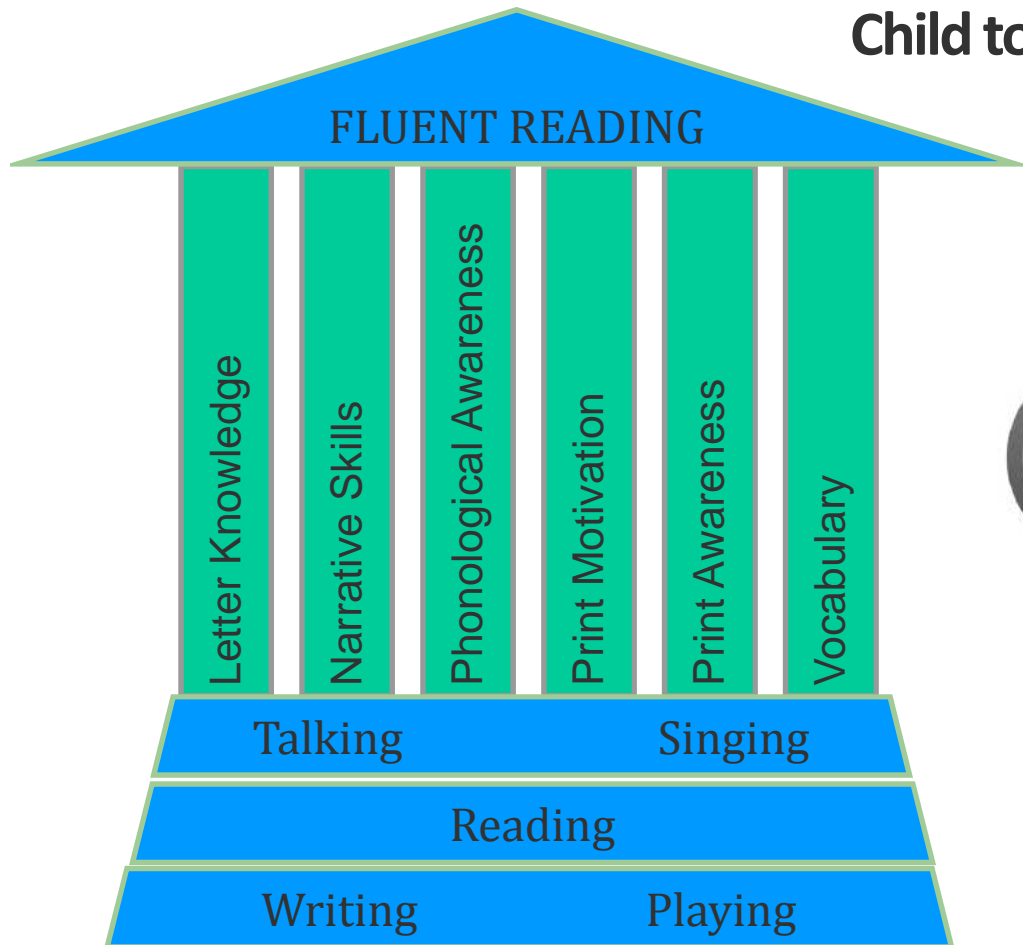 Child to
FLUENT READING
Letter Knowledge
Narrative Skills
Phonological Awareness
Print Motivation
Print Awareness
Vocabulary
Talking Singing
Reading
Writing Playing